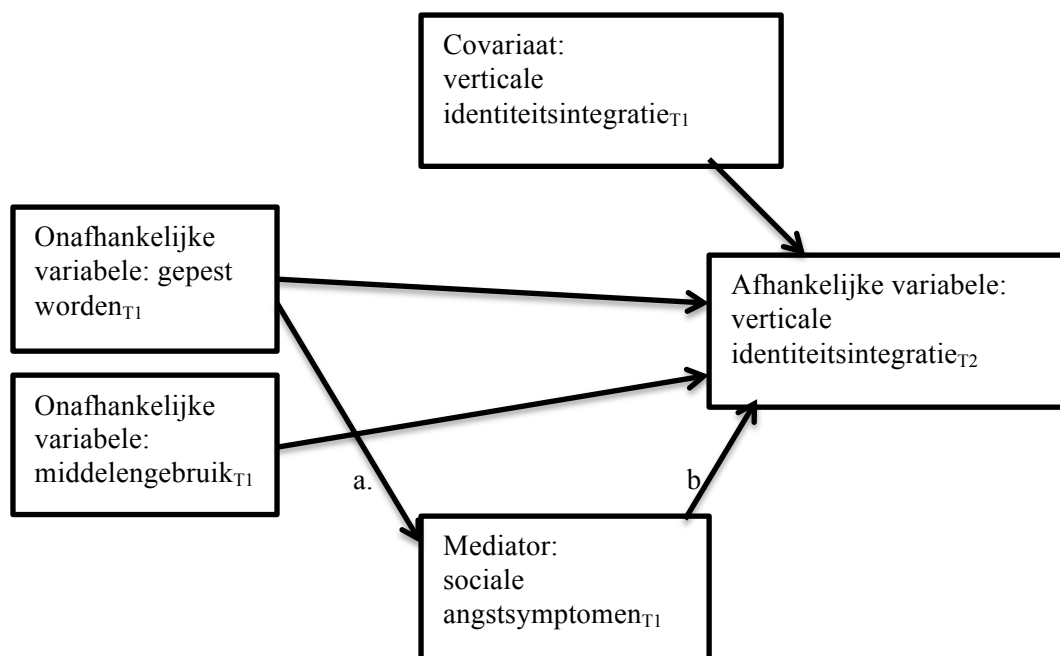 Covariaat:
verticale
identiteitsintegratieT1
Onafhankelijke
variabele: gepest
wordenT1
Afhankelijke variabele:
verticale
identiteitsintegratieT2
Onafhankelijke
variabele:
middelengebruikT1
a.
b
Mediator:
sociale
angstsymptomenT1